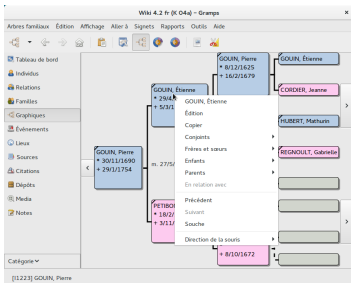 Wiki 4.2 fr (K O4a) − Gramps
Arbres familiaux Édition Affichage Aller à Signets Rapports Outils Aide
Tableau de bord
Individus
Relations
Familles
Graphiques
Événements
Lieux
Sources
Citations
Dépôts
Media
Notes
Catégorie
GOUIN, Pierre
* 30/11/1690
+ 29/1/1754
GOUIN, Étienne
* 29/4
+ 5/3/1
m. 27/5/
PETIBO
* 18/2/
+ 3/11/
GOUIN, Pierre
* 8/12/1625
+ 16/2/1679
GOUIN, Étienne
CORDIER, Jeanne
HUBERT, Mathurin
REGNOULT, Gabrielle
+ 8/10/1672
GOUIN, Étienne
Édition
Copier
Conjoints
Frères et sœurs
Enfants
Parents
En relation avec
Précédent
Suivant
Souche
Direction de la souris
[I1223] GOUIN, Pierre